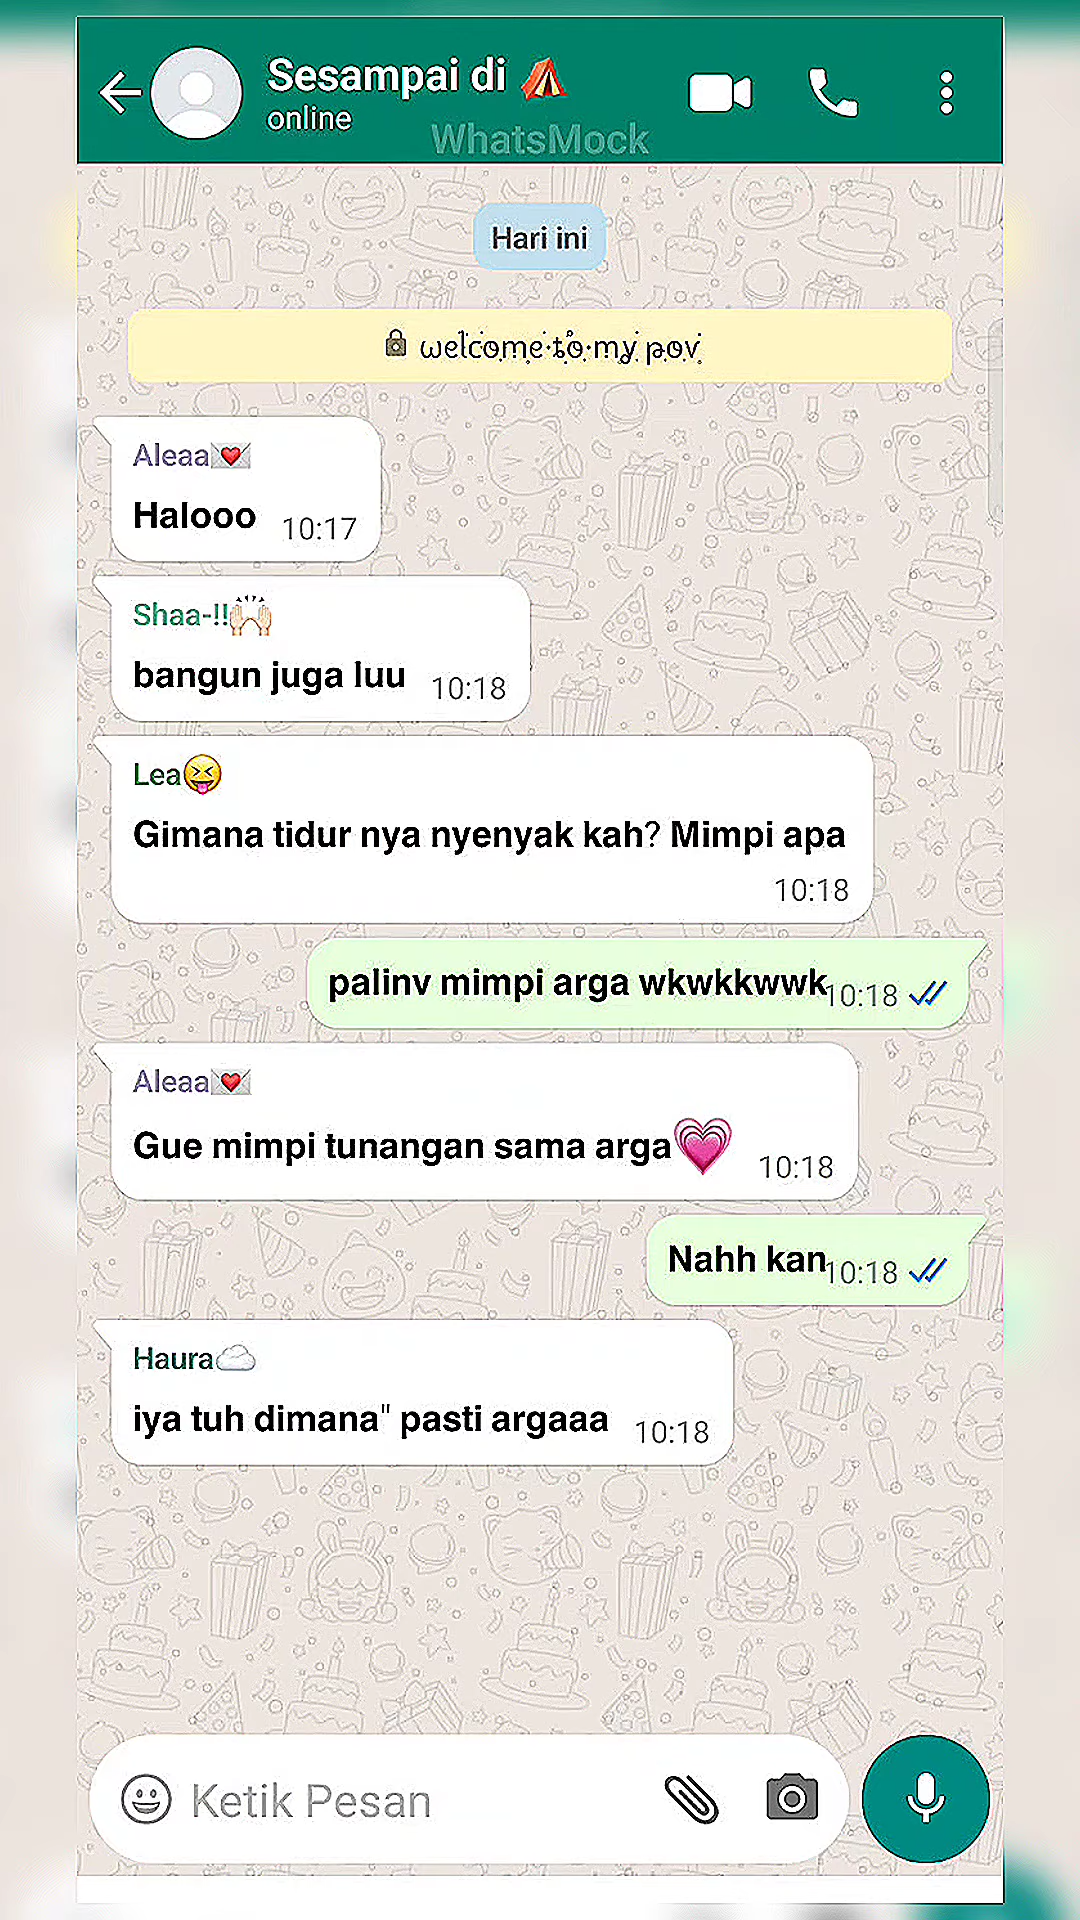 Sesampai di ⛺
online
WhatsMock
Hari ini
🔒 welcome to my pov
Aleaa💌
Halooo 10:17
Shaa-!!🙌🏻
bangun juga luu 10:18
Lea😝
Gimana tidur nya nyenyak kah? Mimpi apa
10:18
palinv mimpi arga wkwkkwwk 10:18
Aleaa💌
Gue mimpi tunangan sama arga💗 10:18
Nahh kan 10:18
Haura☁️
iya tuh dimana" pasti argaaa 10:18
Ketik Pesan